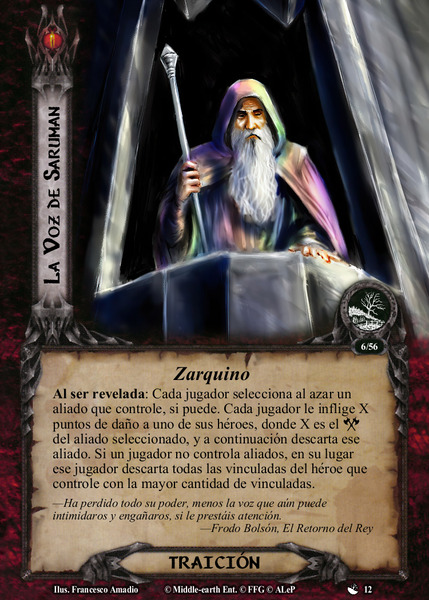 LA VOZ DE SARUMAN
6/56
Zarquino
Al ser revelada: Cada jugador selecciona al azar un
aliado que controle, si puede. Cada jugador le inflige X
puntos de daño a uno de sus héroes, donde X es el
del aliado seleccionado, y a continuación descarta ese
aliado. Si un jugador no controla aliados, en su lugar
ese jugador descarta todas las vinculadas del héroe que
controle con la mayor cantidad de vinculadas.
—Ha perdido todo su poder, menos la voz que aún puede
intimidaros y engañaros, si le prestáis atención.
—Frodo Bolsón, El Retorno del Rey
TRAICIÓN
Ilus. Francesco Amadio © Middle-earth Ent. © FFG © ALeP 12